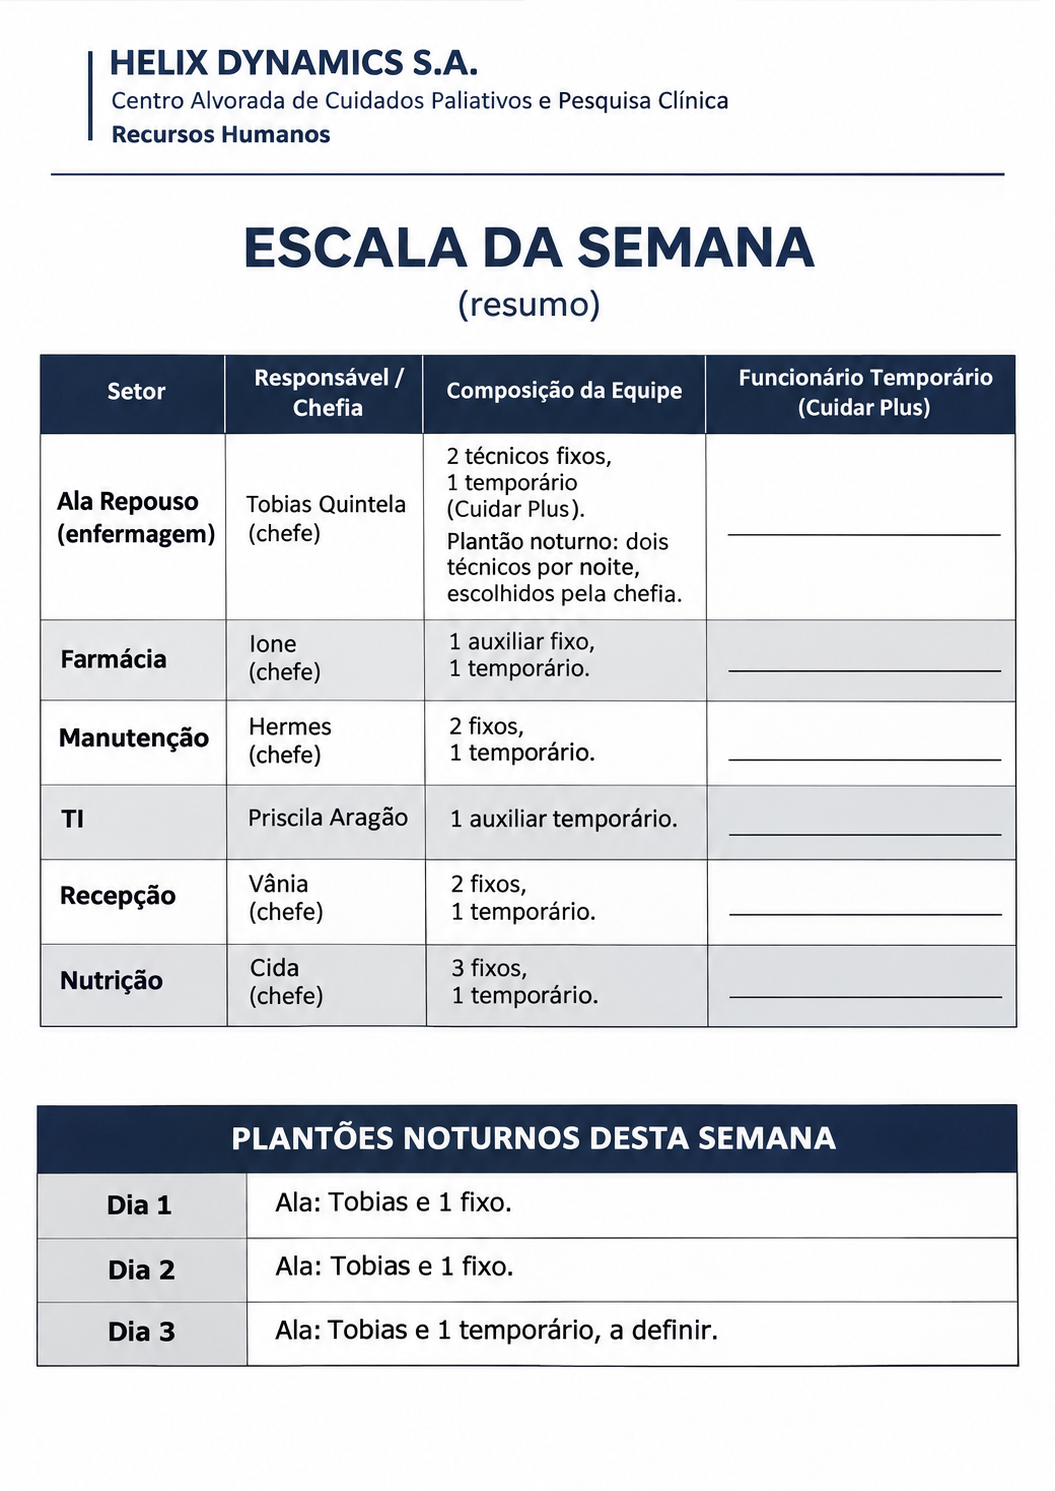 HELIX DYNAMICS S.A.
Centro Alvorada de Cuidados Paliativos e Pesquisa Clínica
Recursos Humanos
ESCALA DA SEMANA
(resumo)
Setor
Responsável /
Chefia
Composição da Equipe
Funcionário Temporário
(Cuidar Plus)
Ala Repouso
(enfermagem)
Tobias Quintela
(chefe)
2 técnicos fixos,
1 temporário
(Cuidar Plus).
Plantão noturno: dois
técnicos por noite,
escolhidos pela chefia.
Farmácia
Ione
(chefe)
1 auxiliar fixo,
1 temporário.
Manutenção
Hermes
(chefe)
2 fixos,
1 temporário.
TI
Priscila Aragão
1 auxiliar temporário.
Recepção
Vânia
(chefe)
2 fixos,
1 temporário.
Nutrição
Cida
(chefe)
3 fixos,
1 temporário.
PLANTÕES NOTURNOS DESTA SEMANA
Dia 1
Ala: Tobias e 1 fixo.
Dia 2
Ala: Tobias e 1 fixo.
Dia 3
Ala: Tobias e 1 temporário, a definir.